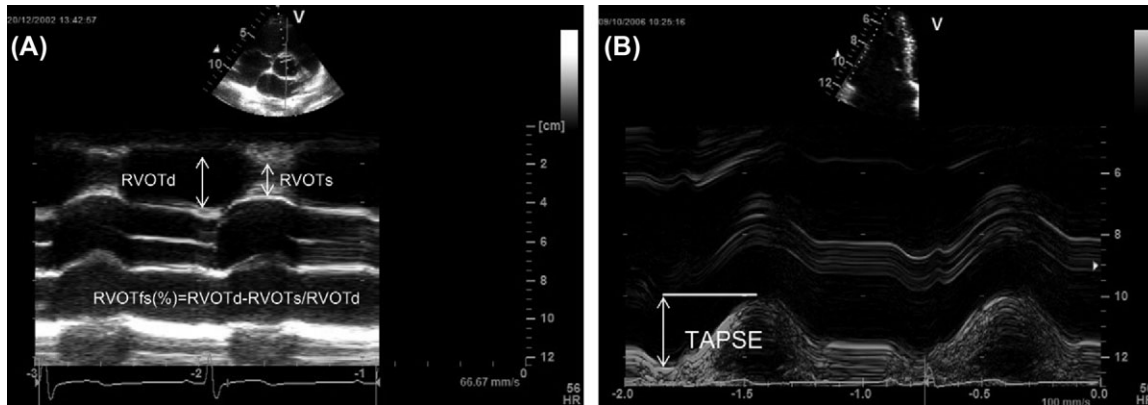 20/12/2002 13:42:57
(A)
V
5
10
[cm]
2
4
6
8
10
12
RVOTd
RVOTs
RVOTfs(%)=RVOTd-RVOTs/RVOTd
-3
-2
-1
0
66.67 mm/s
56
HR
09/10/2006 10:25:16
(B)
V
6
8
10
12
6
8
10
12
TAPSE
-2.0
-1.5
-1.0
-0.5
0.0
100 mm/s
HR